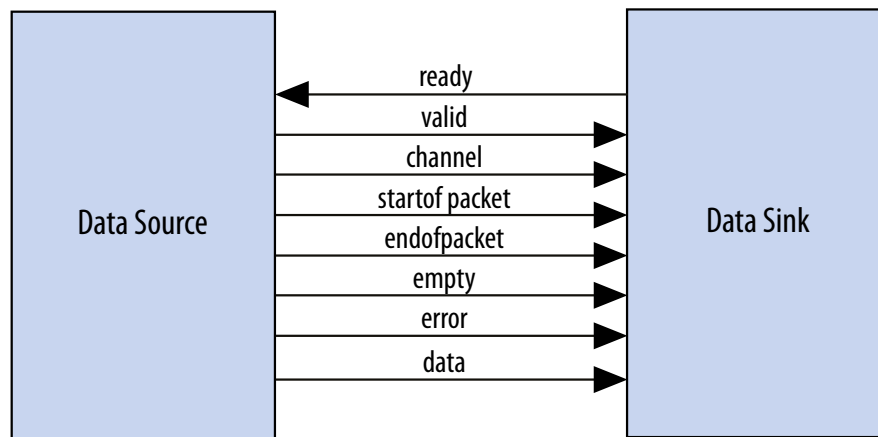 ready
valid
channel
startof packet
endofpacket
empty
error
data
Data Source
Data Sink